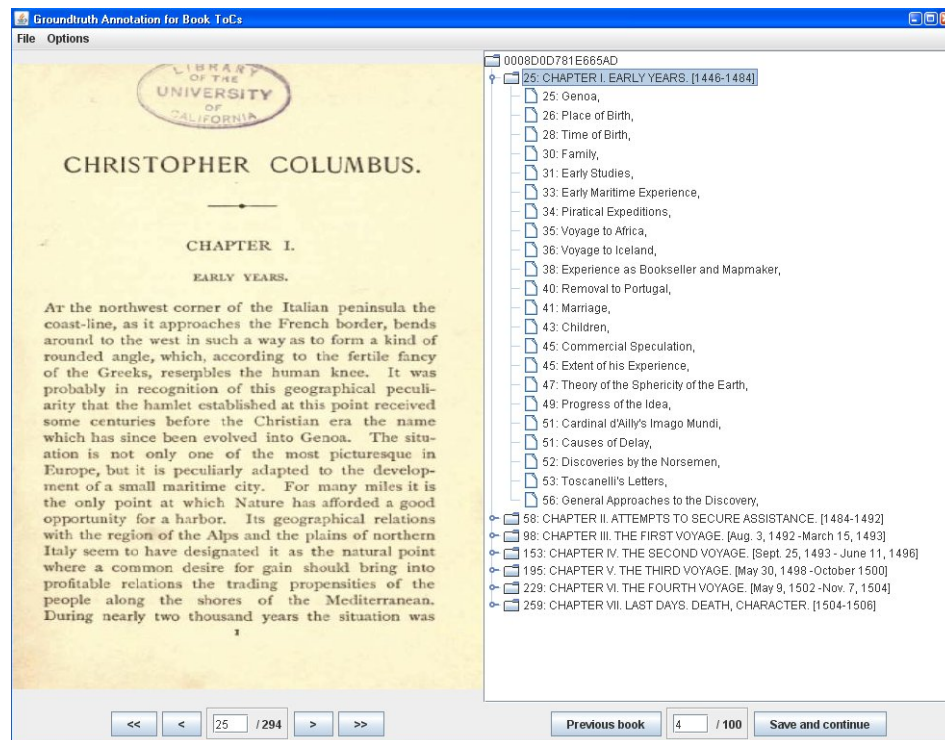 Groundtruth Annotation for Book ToCs
File Options
LIBRARY
OF THE
UNIVERSITY
OF
CALIFORNIA
CHRISTOPHER COLUMBUS.
CHAPTER I.
EARLY YEARS.
AT the northwest corner of the Italian peninsula the
coast-line, as it approaches the French border, bends
around to the west in such a way as to form a kind of
rounded angle, which, according to the fertile fancy
of the Greeks, resembles the human knee. It was
probably in recognition of this geographical peculi-
arity that the hamlet established at this point received
some centuries before the Christian era the name
which has since been evolved into Genoa. The situ-
ation is not only one of the most picturesque in
Europe, but it is peculiarly adapted to the develop-
ment of a small maritime city. For many miles it is
the only point at which Nature has afforded a good
opportunity for a harbor. Its geographical relations
with the region of the Alps and the plains of northern
Italy seem to have designated it as the natural point
where a common desire for gain should bring into
profitable relations the trading propensities of the
people along the shores of the Mediterranean.
During nearly two thousand years the situation was
1
<< < 25 / 294 > >>
0008D0D781E665AD
25: CHAPTER I. EARLY YEARS. [1446-1484]
25: Genoa,
26: Place of Birth,
28: Time of Birth,
30: Family,
31: Early Studies,
33: Early Maritime Experience,
34: Piratical Expeditions,
35: Voyage to Africa,
36: Voyage to Iceland,
38: Experience as Bookseller and Mapmaker,
40: Removal to Portugal,
41: Marriage,
43: Children,
45: Commercial Speculation,
45: Extent of his Experience,
47: Theory of the Sphericity of the Earth,
49: Progress of the Idea,
51: Cardinal d'Ailly's Imago Mundi,
51: Causes of Delay,
52: Discoveries by the Norsemen,
53: Toscanelli's Letters,
56: General Approaches to the Discovery,
58: CHAPTER II. ATTEMPTS TO SECURE ASSISTANCE. [1484-1492]
98: CHAPTER III. THE FIRST VOYAGE. [Aug. 3, 1492 -March 15, 1493]
153: CHAPTER IV. THE SECOND VOYAGE. [Sept. 25, 1493 - June 11, 1496]
195: CHAPTER V. THE THIRD VOYAGE. [May 30, 1498 -October 1500]
229: CHAPTER VI. THE FOURTH VOYAGE. [May 9, 1502 -Nov. 7, 1504]
259: CHAPTER VII. LAST DAYS. DEATH, CHARACTER. [1504-1506]
Previous book 4 / 100 Save and continue